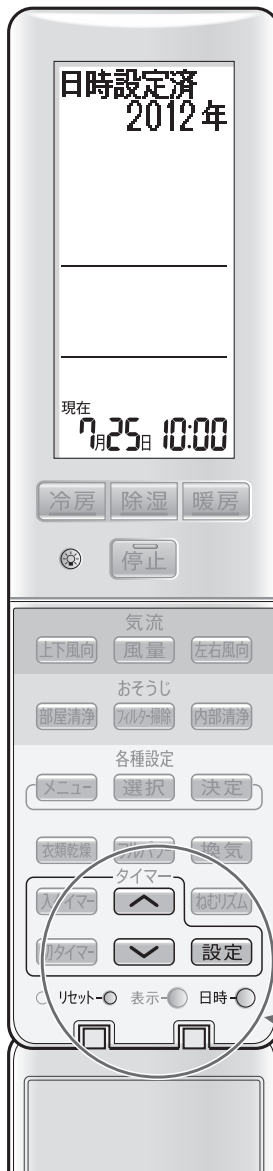 日時設定済
2012年
現在
7月25日 10:00
冷房 除湿 暖房
停止
気流
上下風向 風量 左右風向
おそうじ
部屋清浄 フィルター掃除 内部清浄
各種設定
メニュー 選択 決定
衣類乾燥 フルパワー 換気
タイマー
入タイマー ねむリズム
切タイマー 設定
リセット 表示 日時